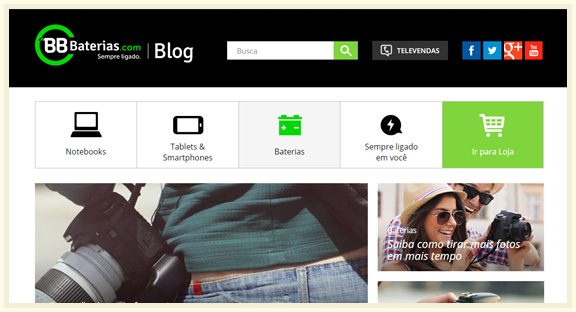 BB Baterias.com
Sempre ligado.
Blog
Busca
TELEVENDAS
g+
You
Notebooks
Tablets &
Smartphones
Baterias
Sempre ligado
em você
Ir para Loja
Baterias
Saiba como tirar mais fotos
em mais tempo